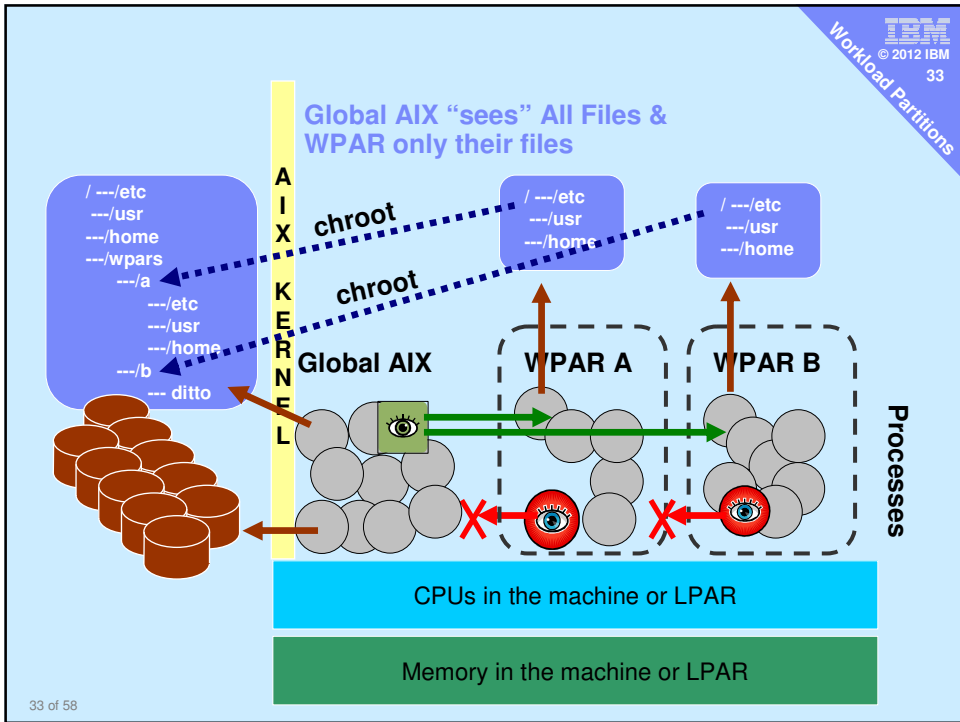 IBM
© 2012 IBM
33
Workload Partitions
Global AIX “sees” All Files &
WPAR only their files
/ ---/etc
---/usr
---/home
---/wpars
---/a
---/etc
---/usr
---/home
---/b
--- ditto
AIX KERNEL
chroot
chroot
/ ---/etc
---/usr
---/home
/ ---/etc
---/usr
---/home
Global AIX
WPAR A
WPAR B
Processes
CPUs in the machine or LPAR
Memory in the machine or LPAR
33 of 58